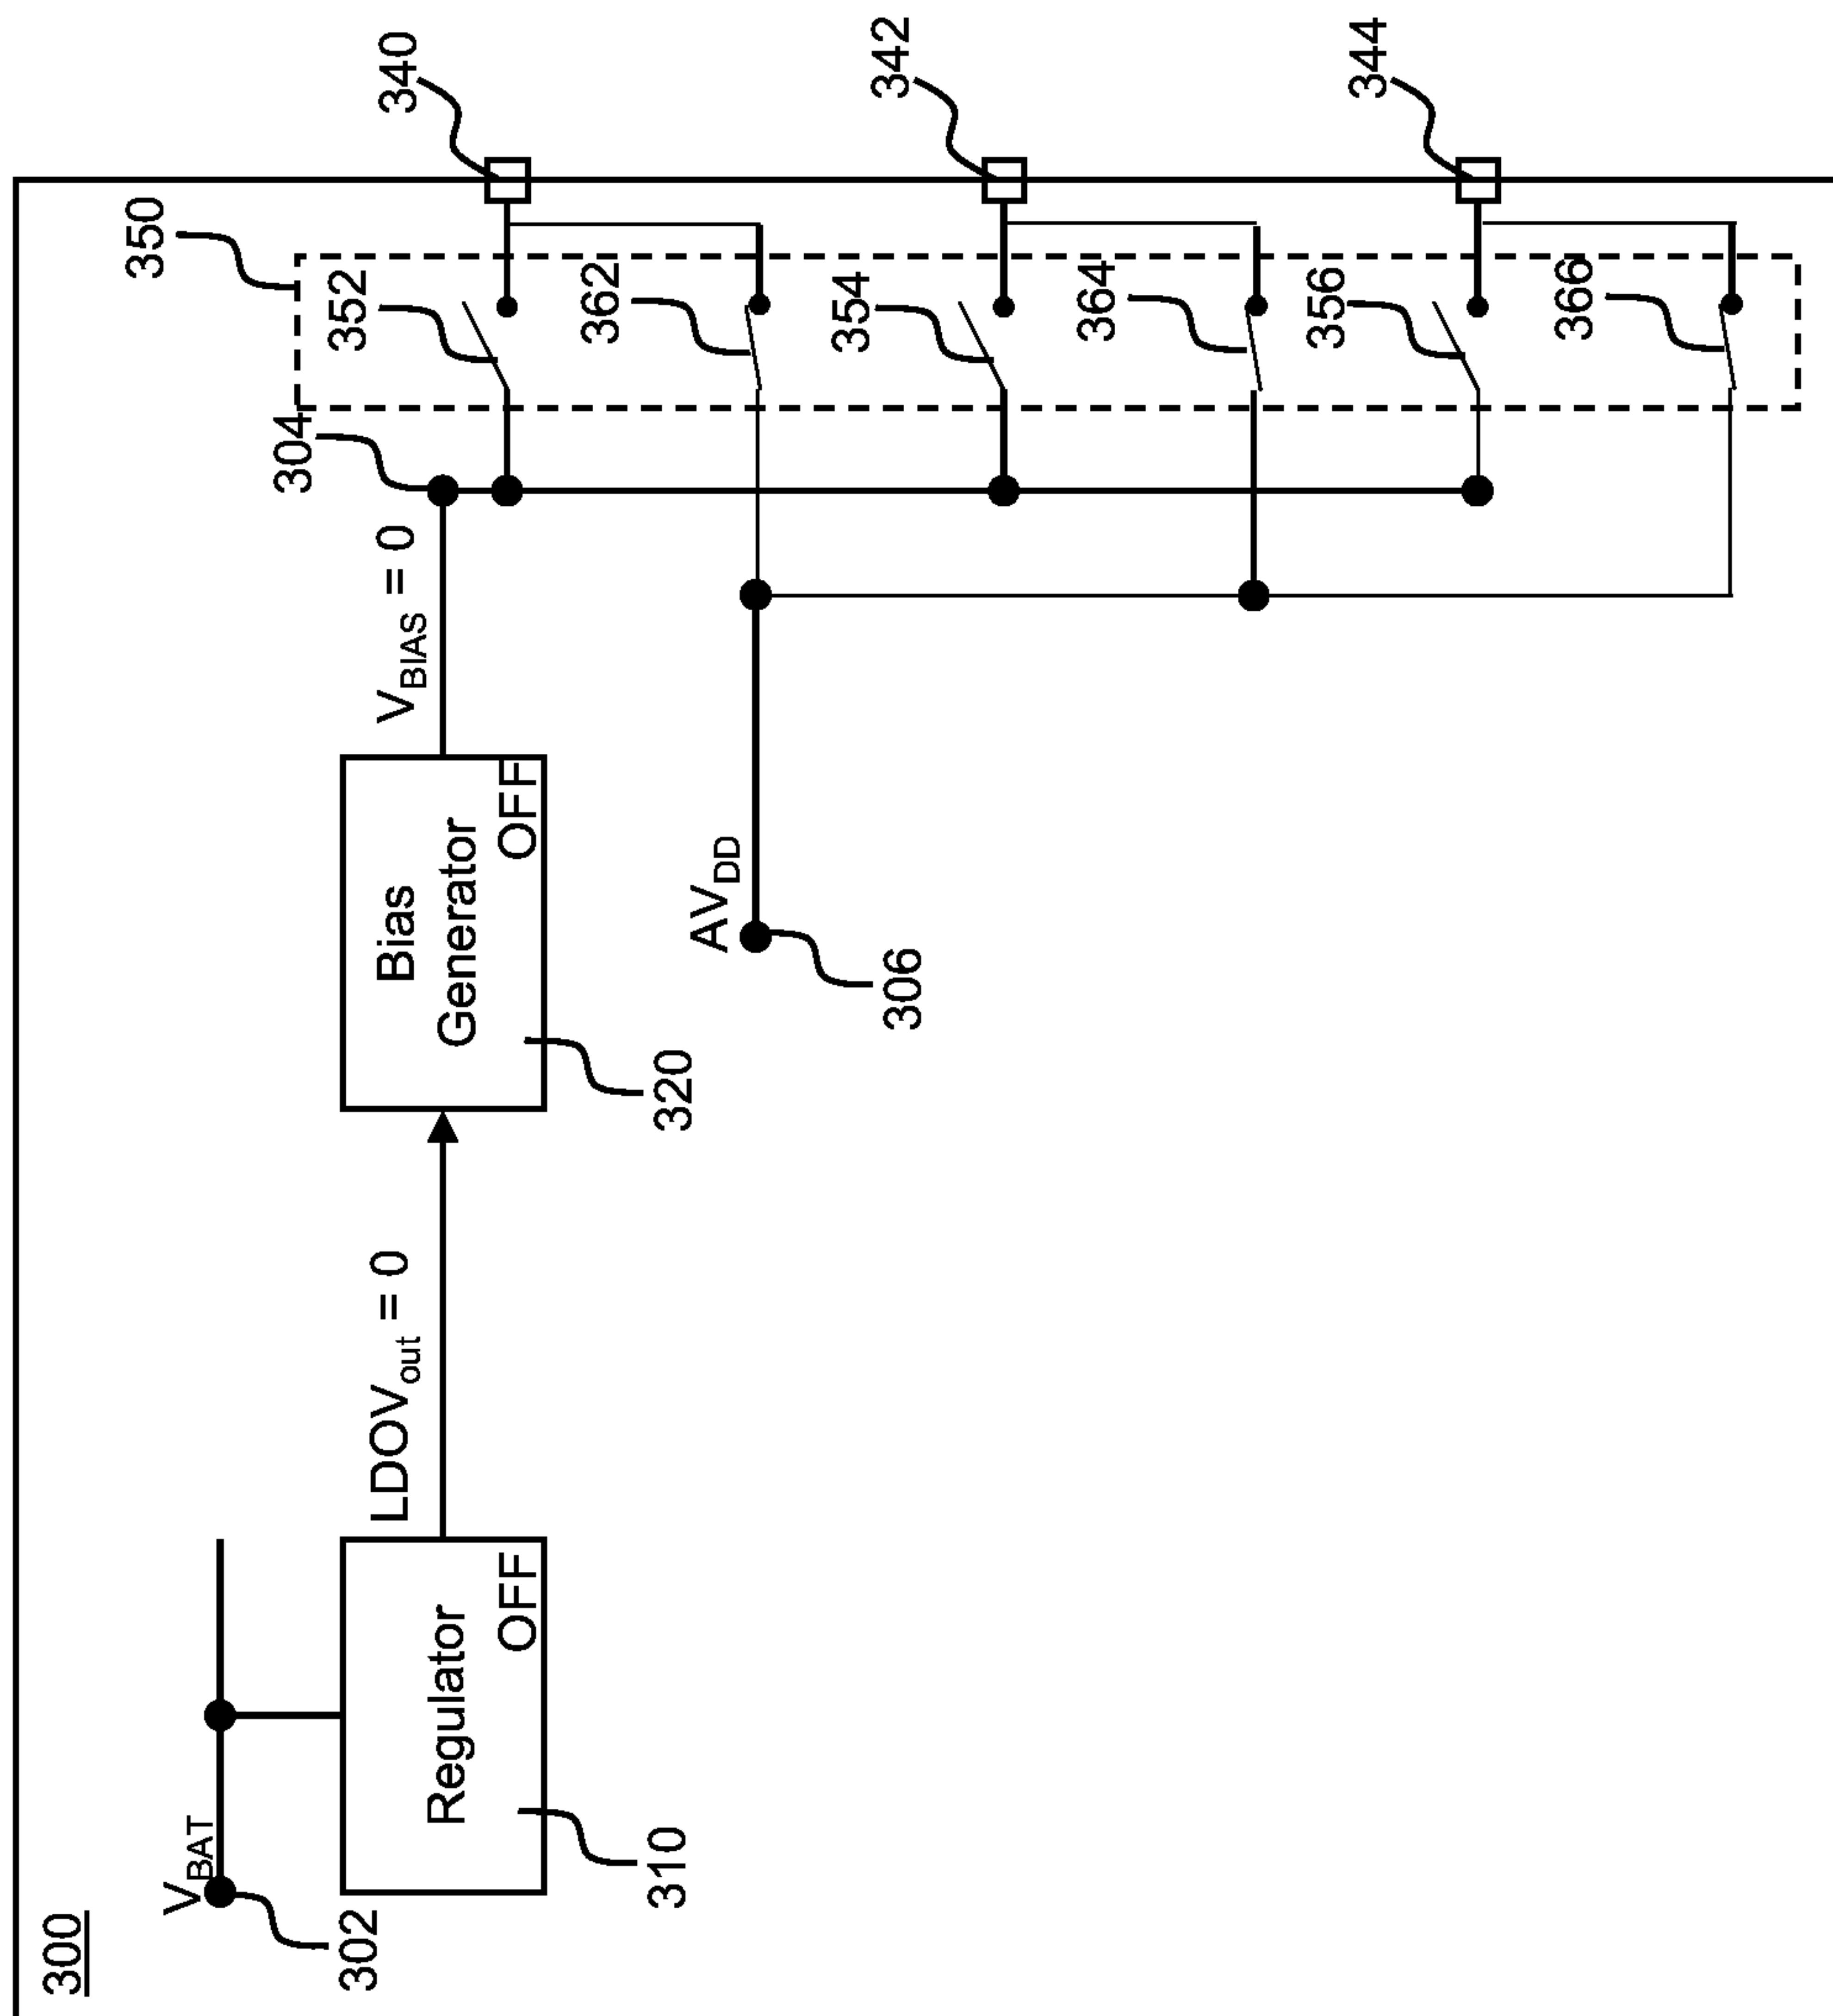 300
V_BAT
302
Regulator
OFF
310
LDOV_out = 0
Bias
Generator
OFF
320
V_BIAS = 0
304
AV_DD
306
350
352
362
354
364
356
366
340
342
344